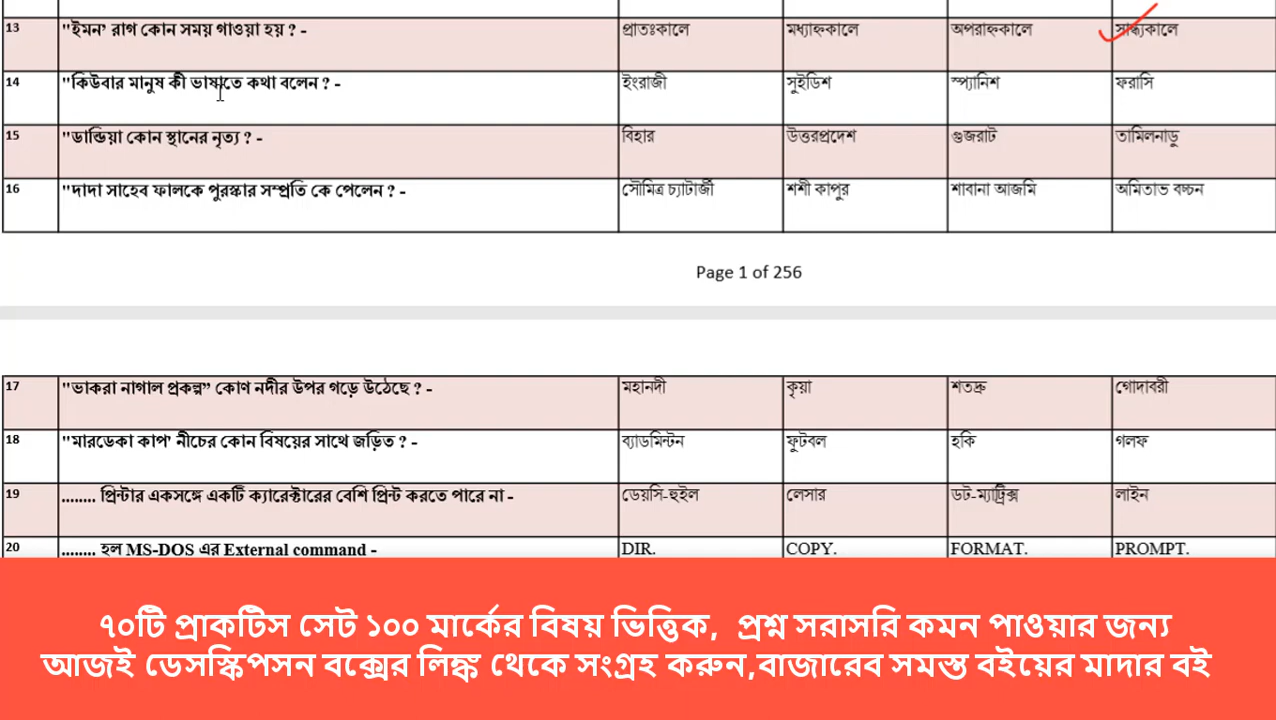 13 "ইমন’ রাগ কোন সময় গাওয়া হয় ? - প্রাতঃকালে মধ্যাহ্নকালে অপরাহ্নকালে সান্ধ্যকালে
14 "কিউবার মানুষ কী ভাষাতে কথা বলেন ? - ইংরাজী সুইডিশ স্প্যানিশ ফরাসি
15 "ডান্ডিয়া কোন স্থানের নৃত্য ? - বিহার উত্তরপ্রদেশ গুজরাট তামিলনাড়ু
16 "দাদা সাহেব ফালকে পুরস্কার সম্প্রতি কে পেলেন ? - সৌমিত্র চ্যাটার্জী শশী কাপুর শাবানা আজমি অমিতাভ বচ্চন
Page 1 of 256
17 "ভাকরা নাগাল প্রকল্প” কোণ নদীর উপর গড়ে উঠেছে ? - মহানদী কৃয়া শতদ্রু গোদাবরী
18 "মারডেকা কাপ' নীচের কোন বিষয়ের সাথে জড়িত ? - ব্যাডমিন্টন ফুটবল হকি গলফ
19 ........ প্রিন্টার একসঙ্গে একটি ক্যারেক্টারের বেশি প্রিন্ট করতে পারে না - ডেয়সি-হুইল লেসার ডট-ম্যাট্রিক্স লাইন
20 ........ হল MS-DOS এর External command - DIR. COPY. FORMAT. PROMPT.
৭০টি প্রাকটিস সেট ১০০ মার্কের বিষয় ভিত্তিক, প্রশ্ন সরাসরি কমন পাওয়ার জন্য
আজই ডেসস্কিপসন বক্সের লিঙ্ক থেকে সংগ্রহ করুন,বাজারেব সমস্ত বইয়ের মাদার বই